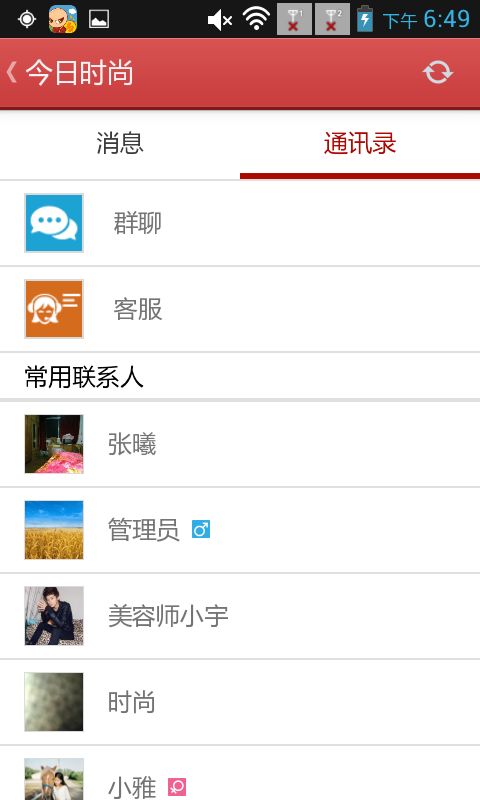 下午 6:49
今日时尚
消息
通讯录
群聊
客服
常用联系人
张曦
管理员
美容师小宇
时尚
小雅